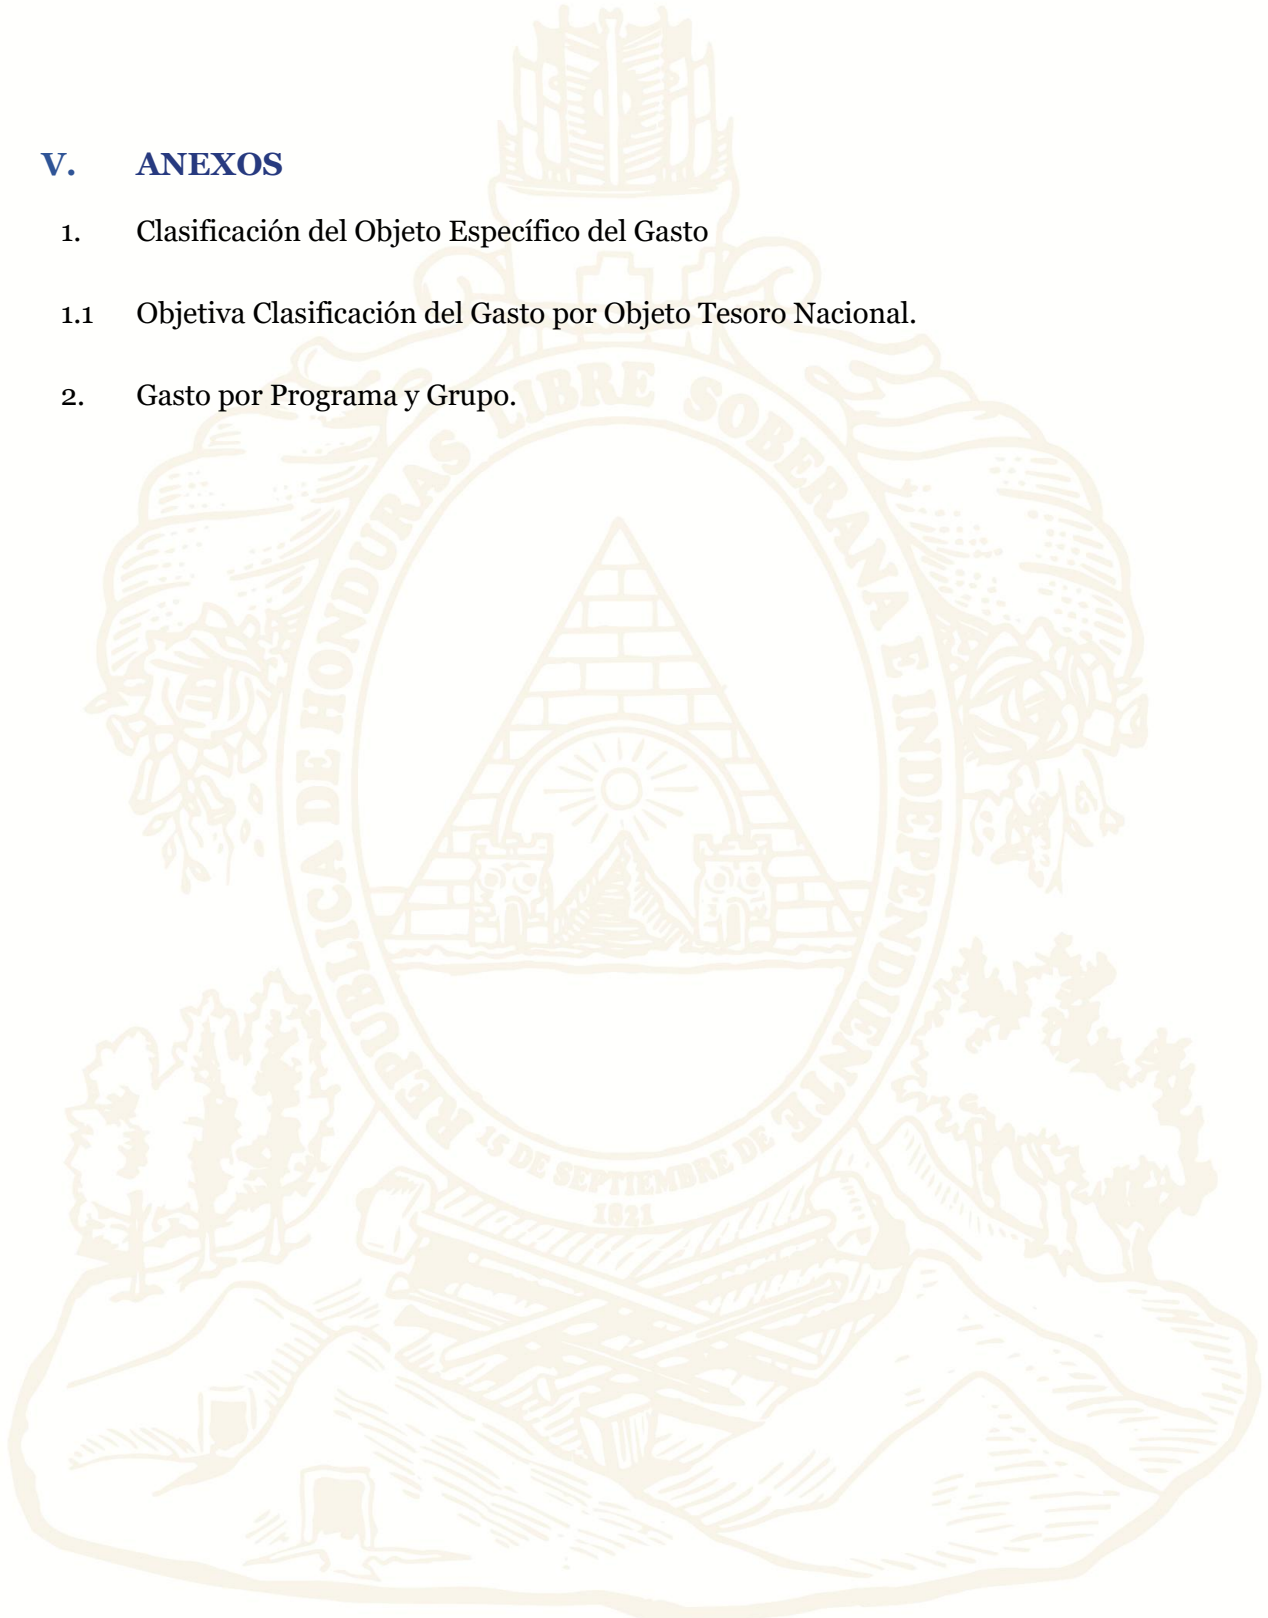 V. ANEXOS
1. Clasificación del Objeto Específico del Gasto
1.1 Objetiva Clasificación del Gasto por Objeto Tesoro Nacional.
2. Gasto por Programa y Grupo.
REPUBLICA DE HONDURAS LIBRE SOBERANA E INDEPENDIENTE
15 DE SEPTIEMBRE DE
1821